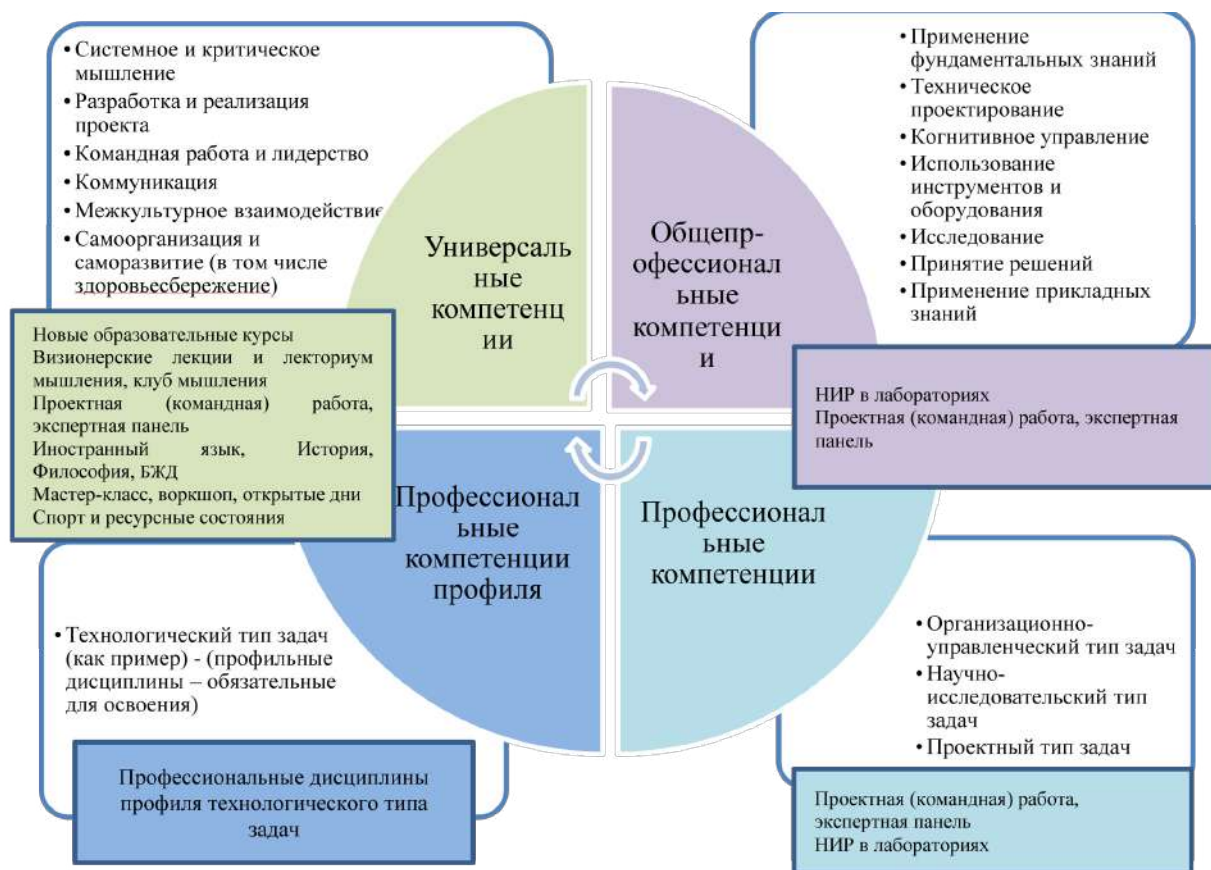 • Системное и критическое
мышление
• Разработка и реализация
проекта
• Командная работа и лидерство
• Коммуникация
• Межкультурное взаимодействие
• Самоорганизация и
саморазвитие (в том числе
здоровьесбережение)
Новые образовательные курсы
Визионерские лекции и лекториум
мышления, клуб мышления
Проектная (командная) работа,
экспертная панель
Иностранный язык, История,
Философия, БЖД
Мастер-класс, воркшоп, открытые дни
Спорт и ресурсные состояния
Универсаль
ные
компетенц
ии
Общепр-
офессионал
ьные
компетенци
и
• Применение
фундаментальных знаний
• Техническое
проектирование
• Когнитивное управление
• Использование
инструментов и
оборудования
• Исследование
• Принятие решений
• Применение прикладных
знаний
НИР в лабораториях
Проектная (командная) работа, экспертная
панель
Профессионал
ьные
компетенции
профиля
Профессионал
ьные
компетенции
• Технологический тип задач
(как пример) - (профильные
дисциплины – обязательные
для освоения)
Профессиональные дисциплины
профиля технологического типа
задач
• Организационно-
управленческий тип задач
• Научно-
исследовательский тип
задач
• Проектный тип задач
Проектная (командная) работа,
экспертная панель
НИР в лабораториях